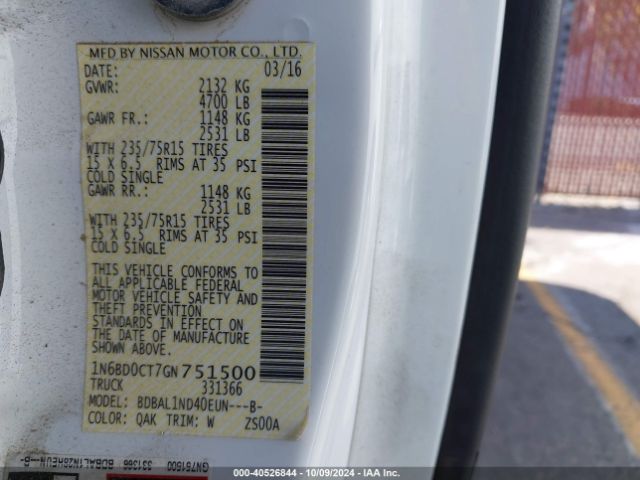 MFD BY NISSAN MOTOR CO., LTD.
DATE: 03/16
GVWR: 2132 KG
4700 LB
GAWR FR.: 1148 KG
2531 LB
WITH 235/75R15 TIRES
15 X 6.5 RIMS AT 35 PSI
COLD SINGLE
GAWR RR.: 1148 KG
2531 LB
WITH 235/75R15 TIRES
15 X 6.5 RIMS AT 35 PSI
COLD SINGLE
THIS VEHICLE CONFORMS TO
ALL APPLICABLE FEDERAL
MOTOR VEHICLE SAFETY AND
THEFT PREVENTION
STANDARDS IN EFFECT ON
THE DATE OF MANUFACTURE
SHOWN ABOVE.
1N6BD0CT7GN751500
TRUCK 331366
MODEL: BDBAL1ND40EUN---B-
COLOR: QAK TRIM: W ZS00A
GN751500 331366
© - 40526844 - 10/09/2024 - IAAI.COM